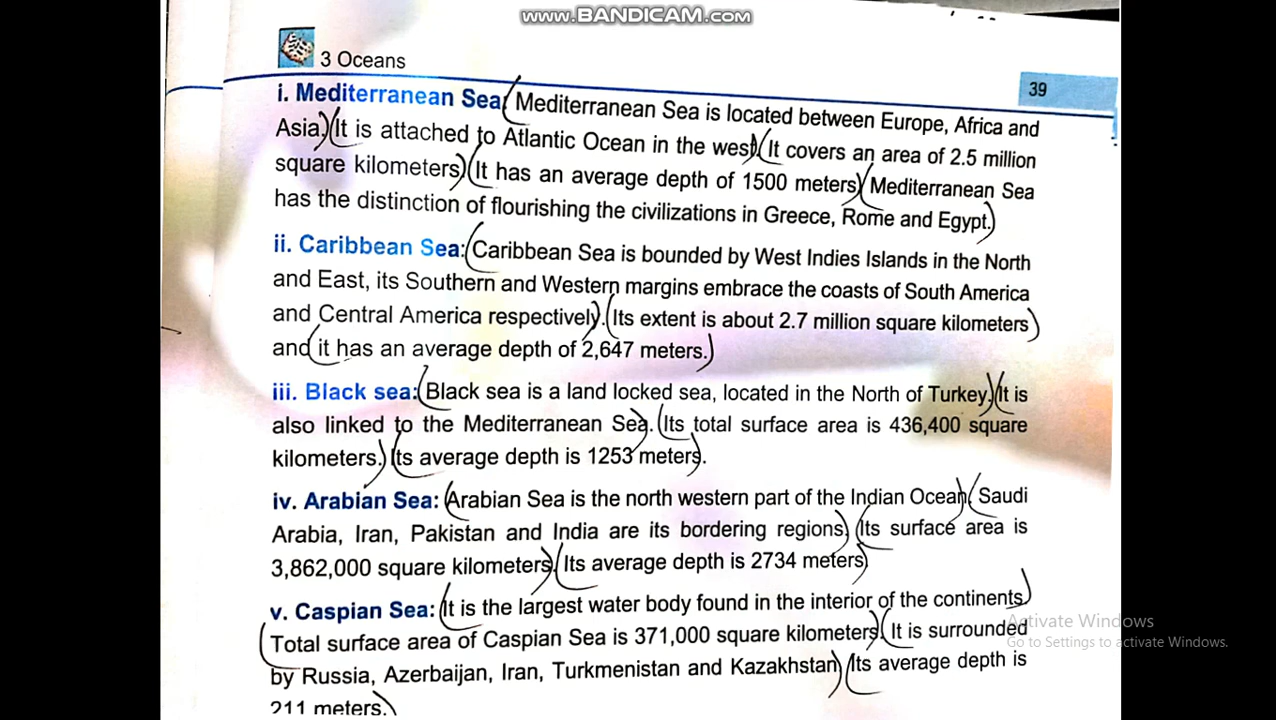 www.BANDICAM.com
3 Oceans
39
i. Mediterranean Sea: Mediterranean Sea is located between Europe, Africa and
Asia. It is attached to Atlantic Ocean in the west. It covers an area of 2.5 million
square kilometers. It has an average depth of 1500 meters. Mediterranean Sea
has the distinction of flourishing the civilizations in Greece, Rome and Egypt.
ii. Caribbean Sea: Caribbean Sea is bounded by West Indies Islands in the North
and East, its Southern and Western margins embrace the coasts of South America
and Central America respectively. Its extent is about 2.7 million square kilometers
and it has an average depth of 2,647 meters.
iii. Black sea: Black sea is a land locked sea, located in the North of Turkey. It is
also linked to the Mediterranean Sea. Its total surface area is 436,400 square
kilometers. Its average depth is 1253 meters.
iv. Arabian Sea: Arabian Sea is the north western part of the Indian Ocean. Saudi
Arabia, Iran, Pakistan and India are its bordering regions. Its surface area is
3,862,000 square kilometers. Its average depth is 2734 meters.
v. Caspian Sea: It is the largest water body found in the interior of the continents.
Total surface area of Caspian Sea is 371,000 square kilometers. It is surrounded
by Russia, Azerbaijan, Iran, Turkmenistan and Kazakhstan. Its average depth is
211 meters.
Activate Windows
Go to Settings to activate Windows.